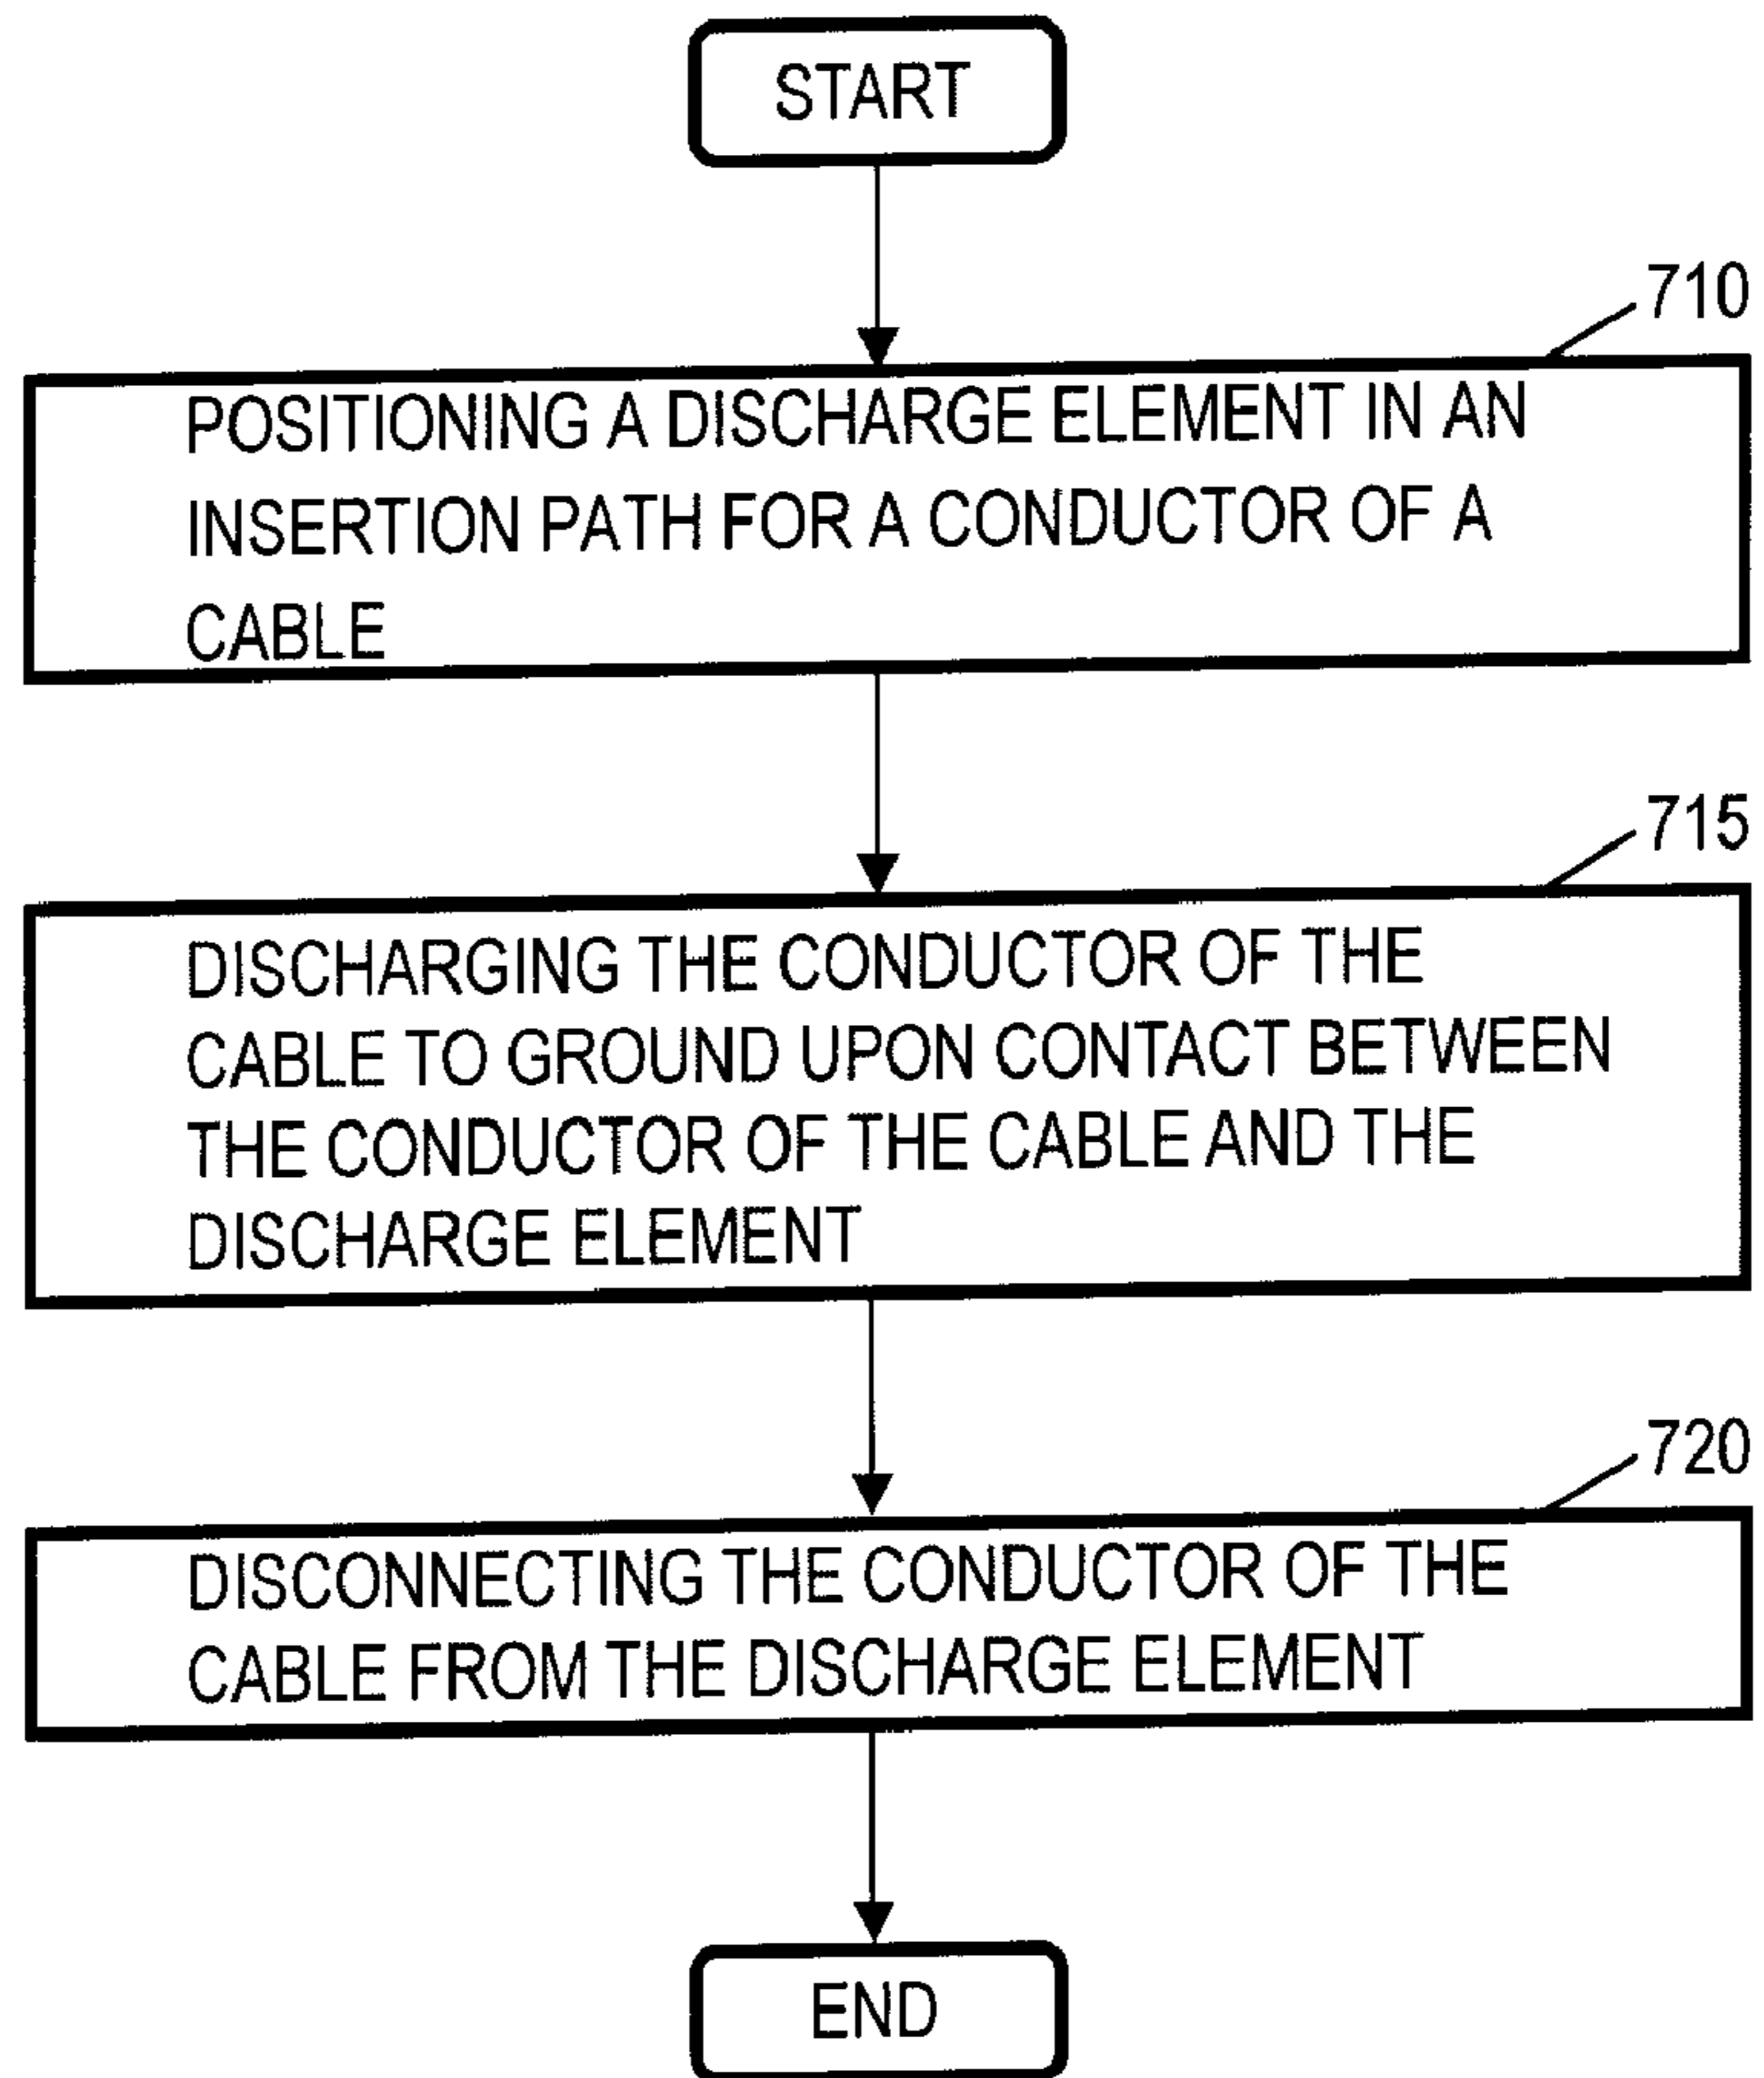 START
710
POSITIONING A DISCHARGE ELEMENT IN AN
INSERTION PATH FOR A CONDUCTOR OF A
CABLE
715
DISCHARGING THE CONDUCTOR OF THE
CABLE TO GROUND UPON CONTACT BETWEEN
THE CONDUCTOR OF THE CABLE AND THE
DISCHARGE ELEMENT
720
DISCONNECTING THE CONDUCTOR OF THE
CABLE FROM THE DISCHARGE ELEMENT
END